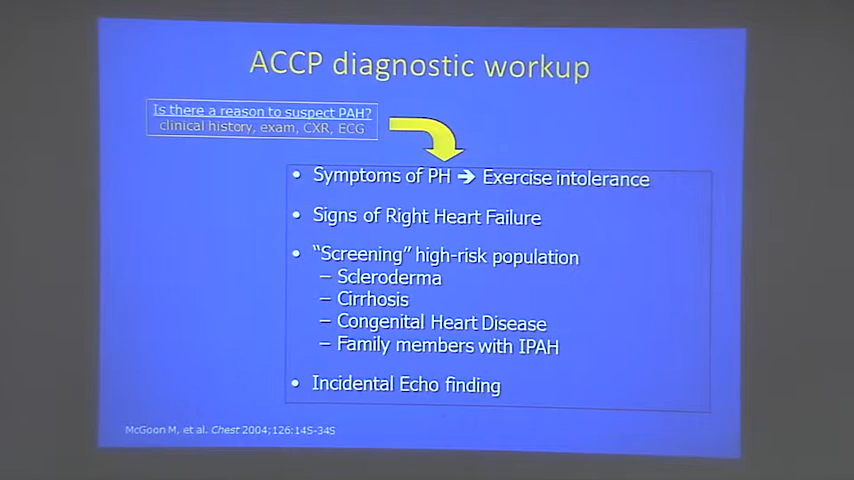 ACCP diagnostic workup
Is there a reason to suspect PAH?
clinical history, exam, CXR, ECG
• Symptoms of PH ➔ Exercise intolerance
• Signs of Right Heart Failure
• “Screening” high-risk population
– Scleroderma
– Cirrhosis
– Congenital Heart Disease
– Family members with IPAH
• Incidental Echo finding
McGoon M, et al. Chest 2004;126:14S-34S